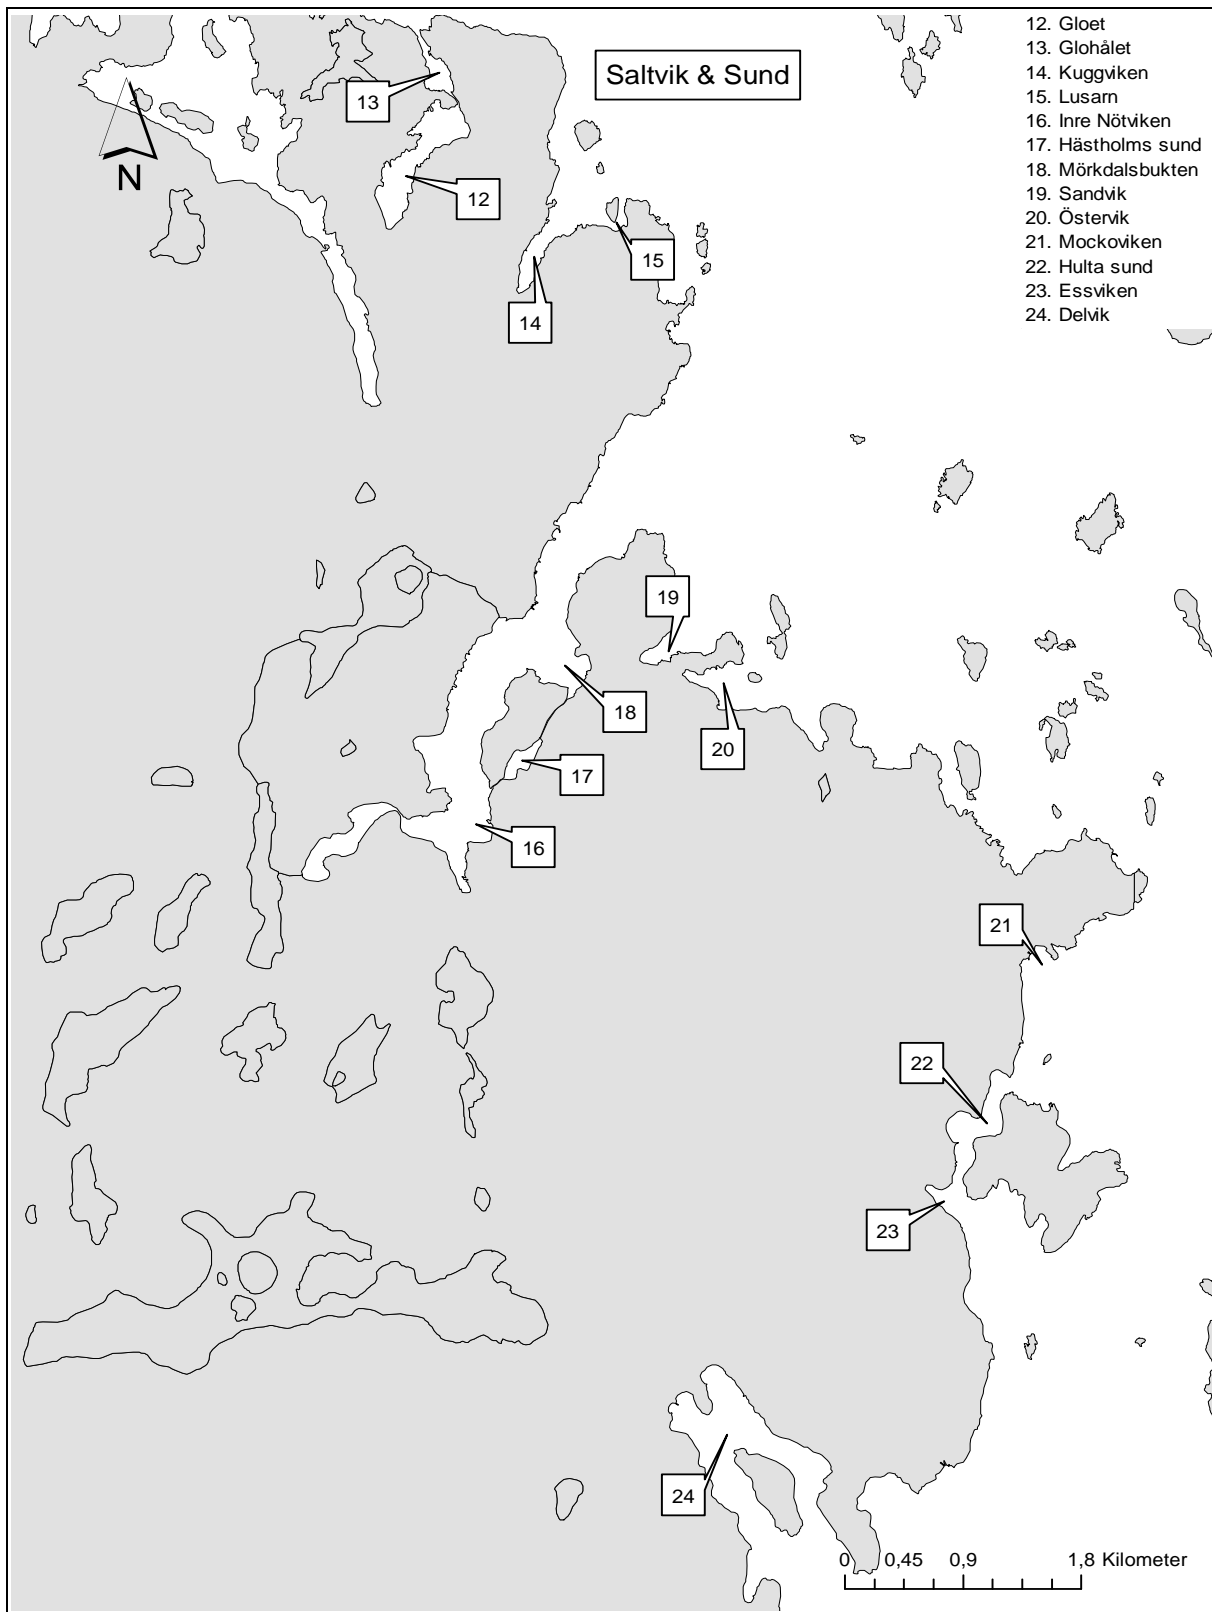 Saltvik & Sund
12. Gloet
13. Glohålet
14. Kuggviken
15. Lusarn
16. Inre Nötviken
17. Hästholms sund
18. Mörkdalsbukten
19. Sandvik
20. Östervik
21. Mockoviken
22. Hulta sund
23. Essviken
24. Delvik
N
13
12
15
14
19
18
20
17
16
21
22
23
24
0 0,45 0,9 1,8 Kilometer